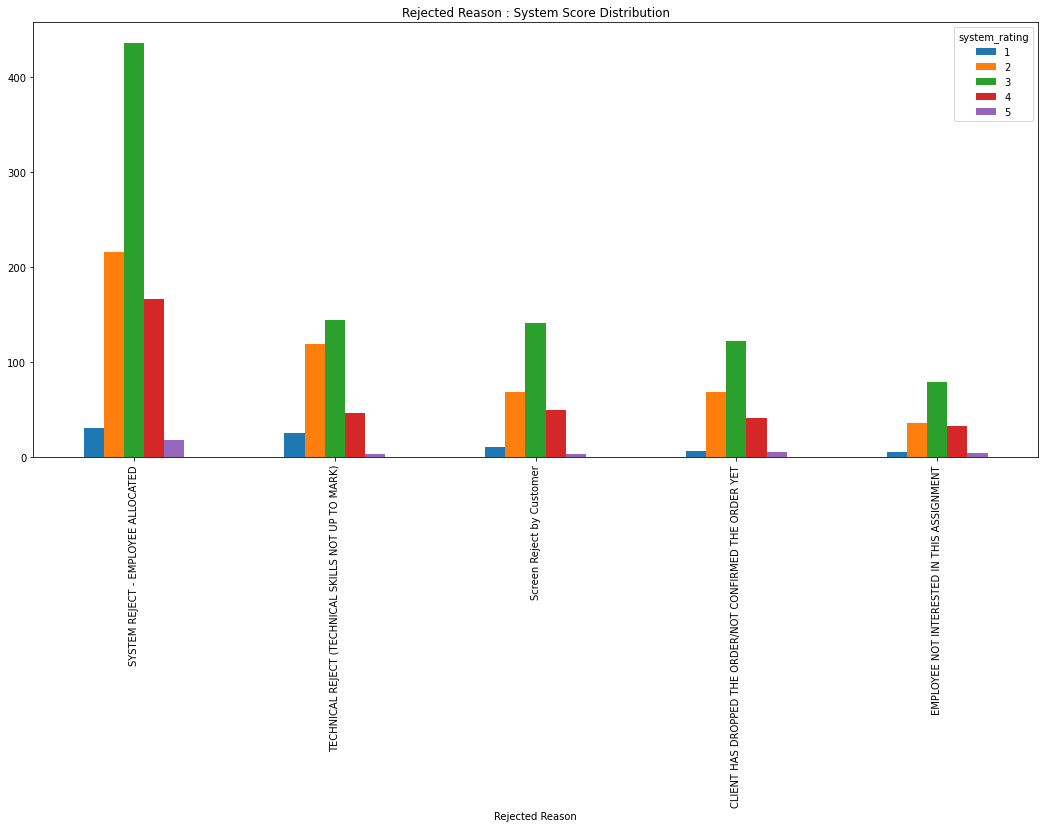 Rejected Reason : System Score Distribution
system_rating
1
2
3
4
5
400
300
200
100
0
SYSTEM REJECT - EMPLOYEE ALLOCATED
TECHNICAL REJECT (TECHNICAL SKILLS NOT UP TO MARK)
Screen Reject by Customer
CLIENT HAS DROPPED THE ORDER/NOT CONFIRMED THE ORDER YET
EMPLOYEE NOT INTERESTED IN THIS ASSIGNMENT
Rejected Reason